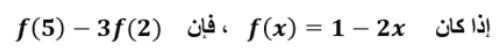 إذا كان f(x) = 1 − 2x ، فإن f(5) − 3f(2)